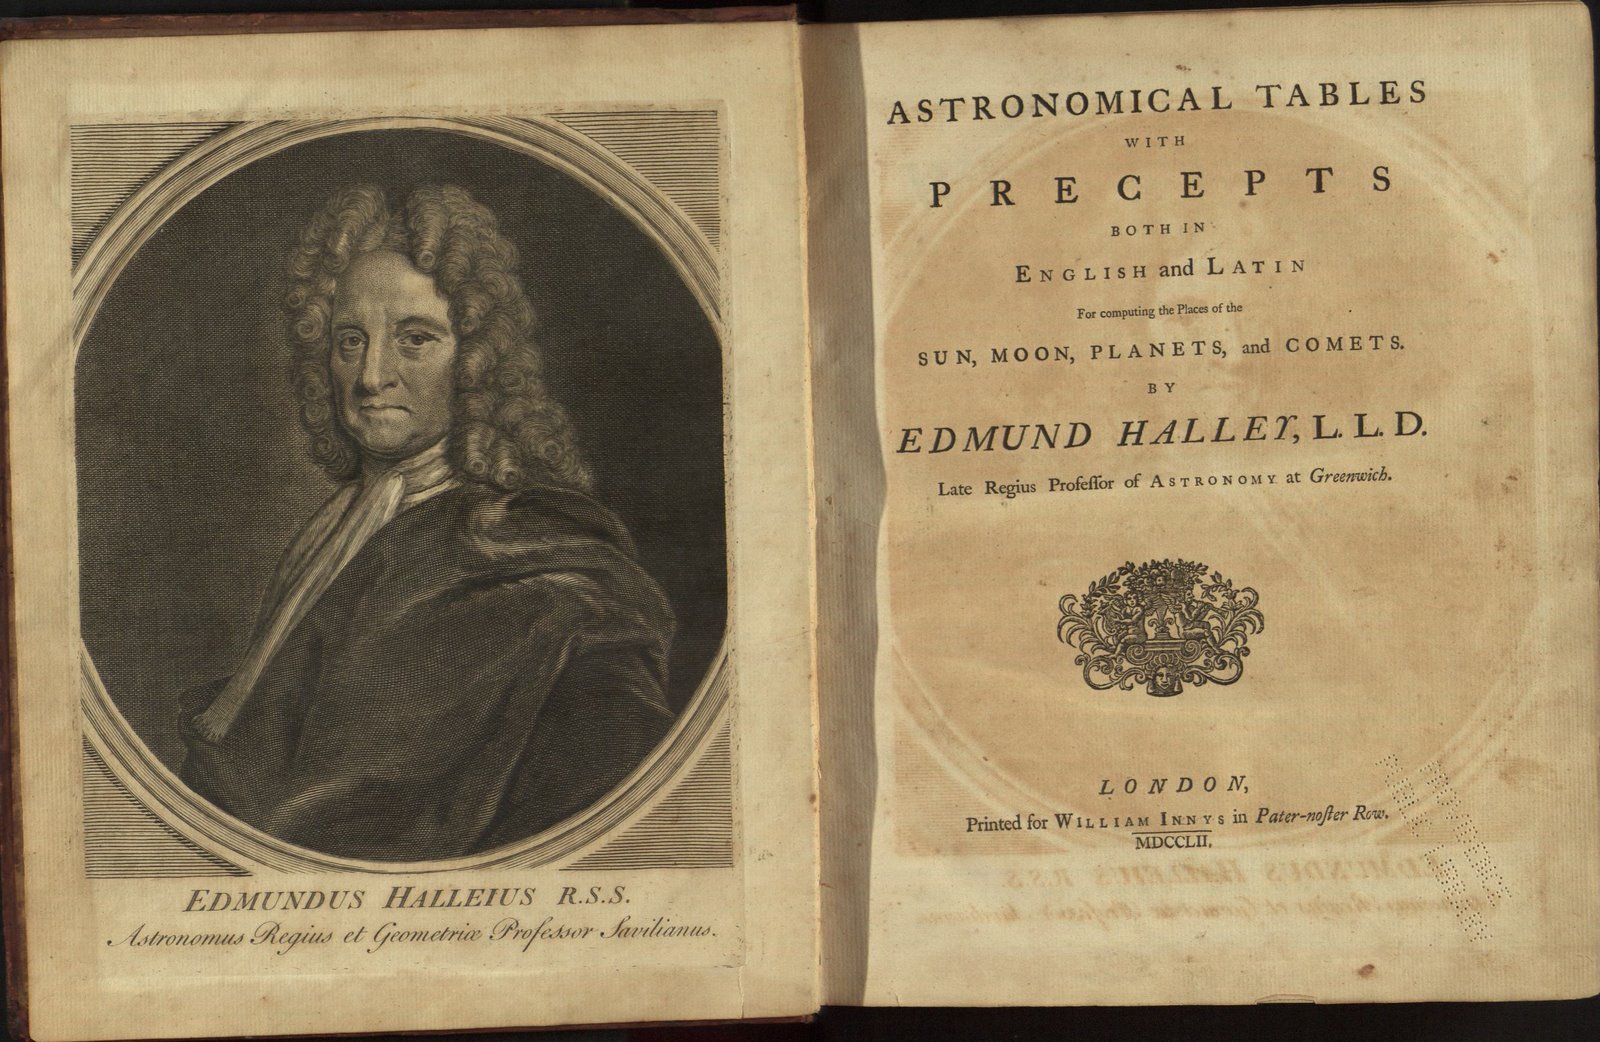 EDMUNDUS HALLEIUS R.S.S.
Astronomus Regius et Geometriæ Professor Savilianus.
ASTRONOMICAL TABLES
WITH
PRECEPTS
BOTH IN
ENGLISH and LATIN
For computing the Places of the
SUN, MOON, PLANETS, and COMETS.
BY
EDMUND HALLEY, L. L. D.
Late Regius Profeſſor of ASTRONOMY at Greenwich.
LONDON,
Printed for WILLIAM INNYS in Pater-noſter Row.
MDCCLII.